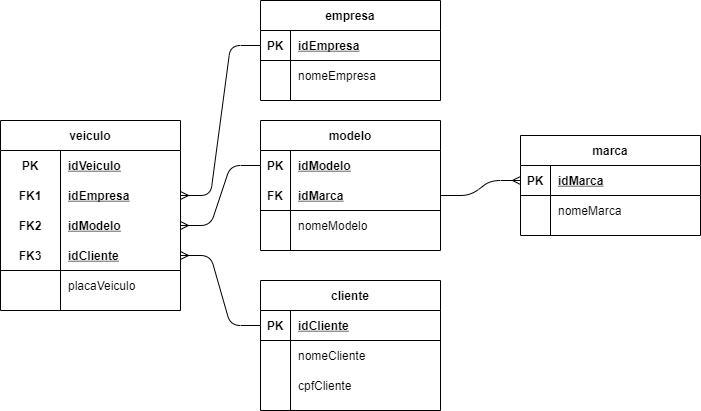 empresa
PK idEmpresa
nomeEmpresa
veiculo
PK idVeiculo
FK1 idEmpresa
FK2 idModelo
FK3 idCliente
placaVeiculo
modelo
PK idModelo
FK idMarca
nomeModelo
marca
PK idMarca
nomeMarca
cliente
PK idCliente
nomeCliente
cpfCliente